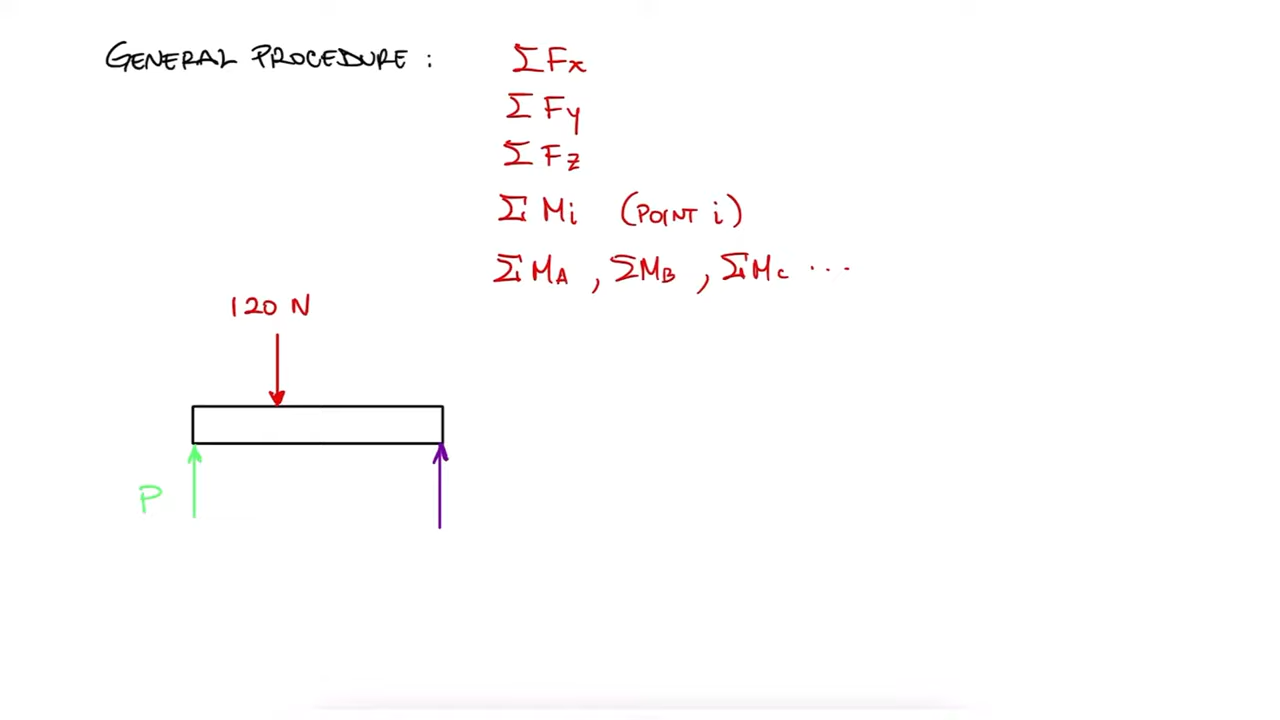 GENERAL PROCEDURE : ΣFx
ΣFy
ΣFz
ΣMi (POINT i)
ΣMA , ΣMB , ΣMC ...
120 N
P